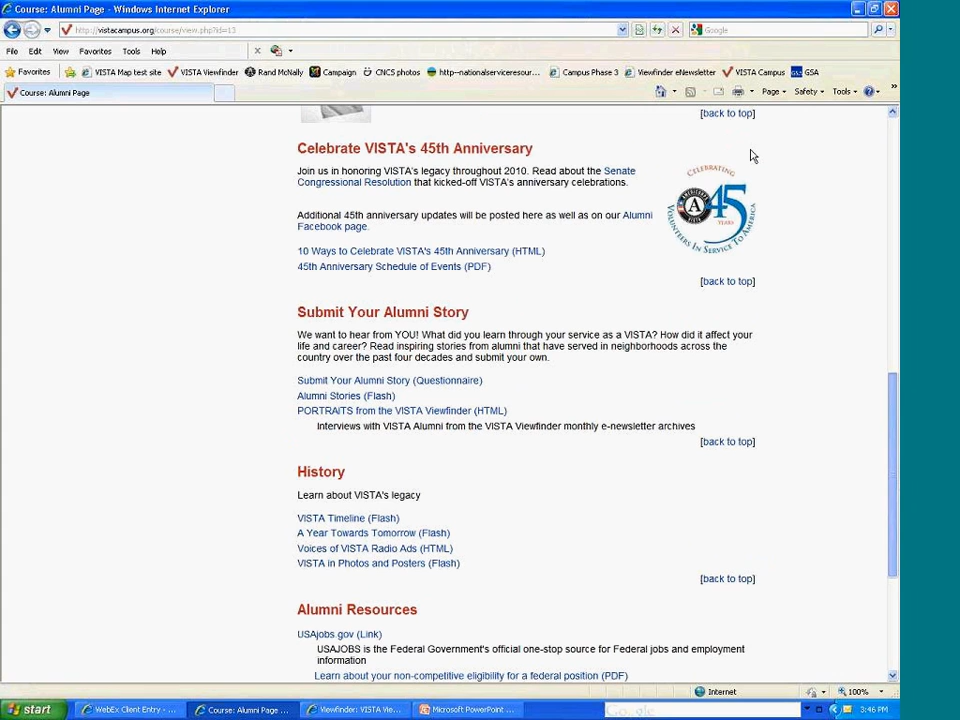 Course: Alumni Page - Windows Internet Explorer
http://vistacampus.org/course/view.php?id=13
Google
File Edit View Favorites Tools Help
Favorites VISTA Map test site VISTA Viewfinder Rand McNally Campaign CNCS photos http--nationalserviceresour... Campus Phase 3 Viewfinder eNewsletter VISTA Campus GSA
Course: Alumni Page
Page Safety Tools
[back to top]
Celebrate VISTA's 45th Anniversary
Join us in honoring VISTA's legacy throughout 2010. Read about the Senate
Congressional Resolution that kicked-off VISTA's anniversary celebrations.
CELEBRATING
A
45
YEARS
VOLUNTEERS IN SERVICE TO AMERICA
Additional 45th anniversary updates will be posted here as well as on our Alumni
Facebook page.
10 Ways to Celebrate VISTA's 45th Anniversary (HTML)
45th Anniversary Schedule of Events (PDF)
[back to top]
Submit Your Alumni Story
We want to hear from YOU! What did you learn through your service as a VISTA? How did it affect your
life and career? Read inspiring stories from alumni that have served in neighborhoods across the
country over the past four decades and submit your own.
Submit Your Alumni Story (Questionnaire)
Alumni Stories (Flash)
PORTRAITS from the VISTA Viewfinder (HTML)
Interviews with VISTA Alumni from the VISTA Viewfinder monthly e-newsletter archives
[back to top]
History
Learn about VISTA's legacy
VISTA Timeline (Flash)
A Year Towards Tomorrow (Flash)
Voices of VISTA Radio Ads (HTML)
VISTA in Photos and Posters (Flash)
[back to top]
Alumni Resources
USAjobs.gov (Link)
USAJOBS is the Federal Government's official one-stop source for Federal jobs and employment
information
Learn about your non-competitive eligibility for a federal position (PDF)
Internet 100%
start WebEx Client Entry - ... Course: Alumni Page ... Viewfinder: VISTA Vie... Microsoft PowerPoint ... Google 3:46 PM